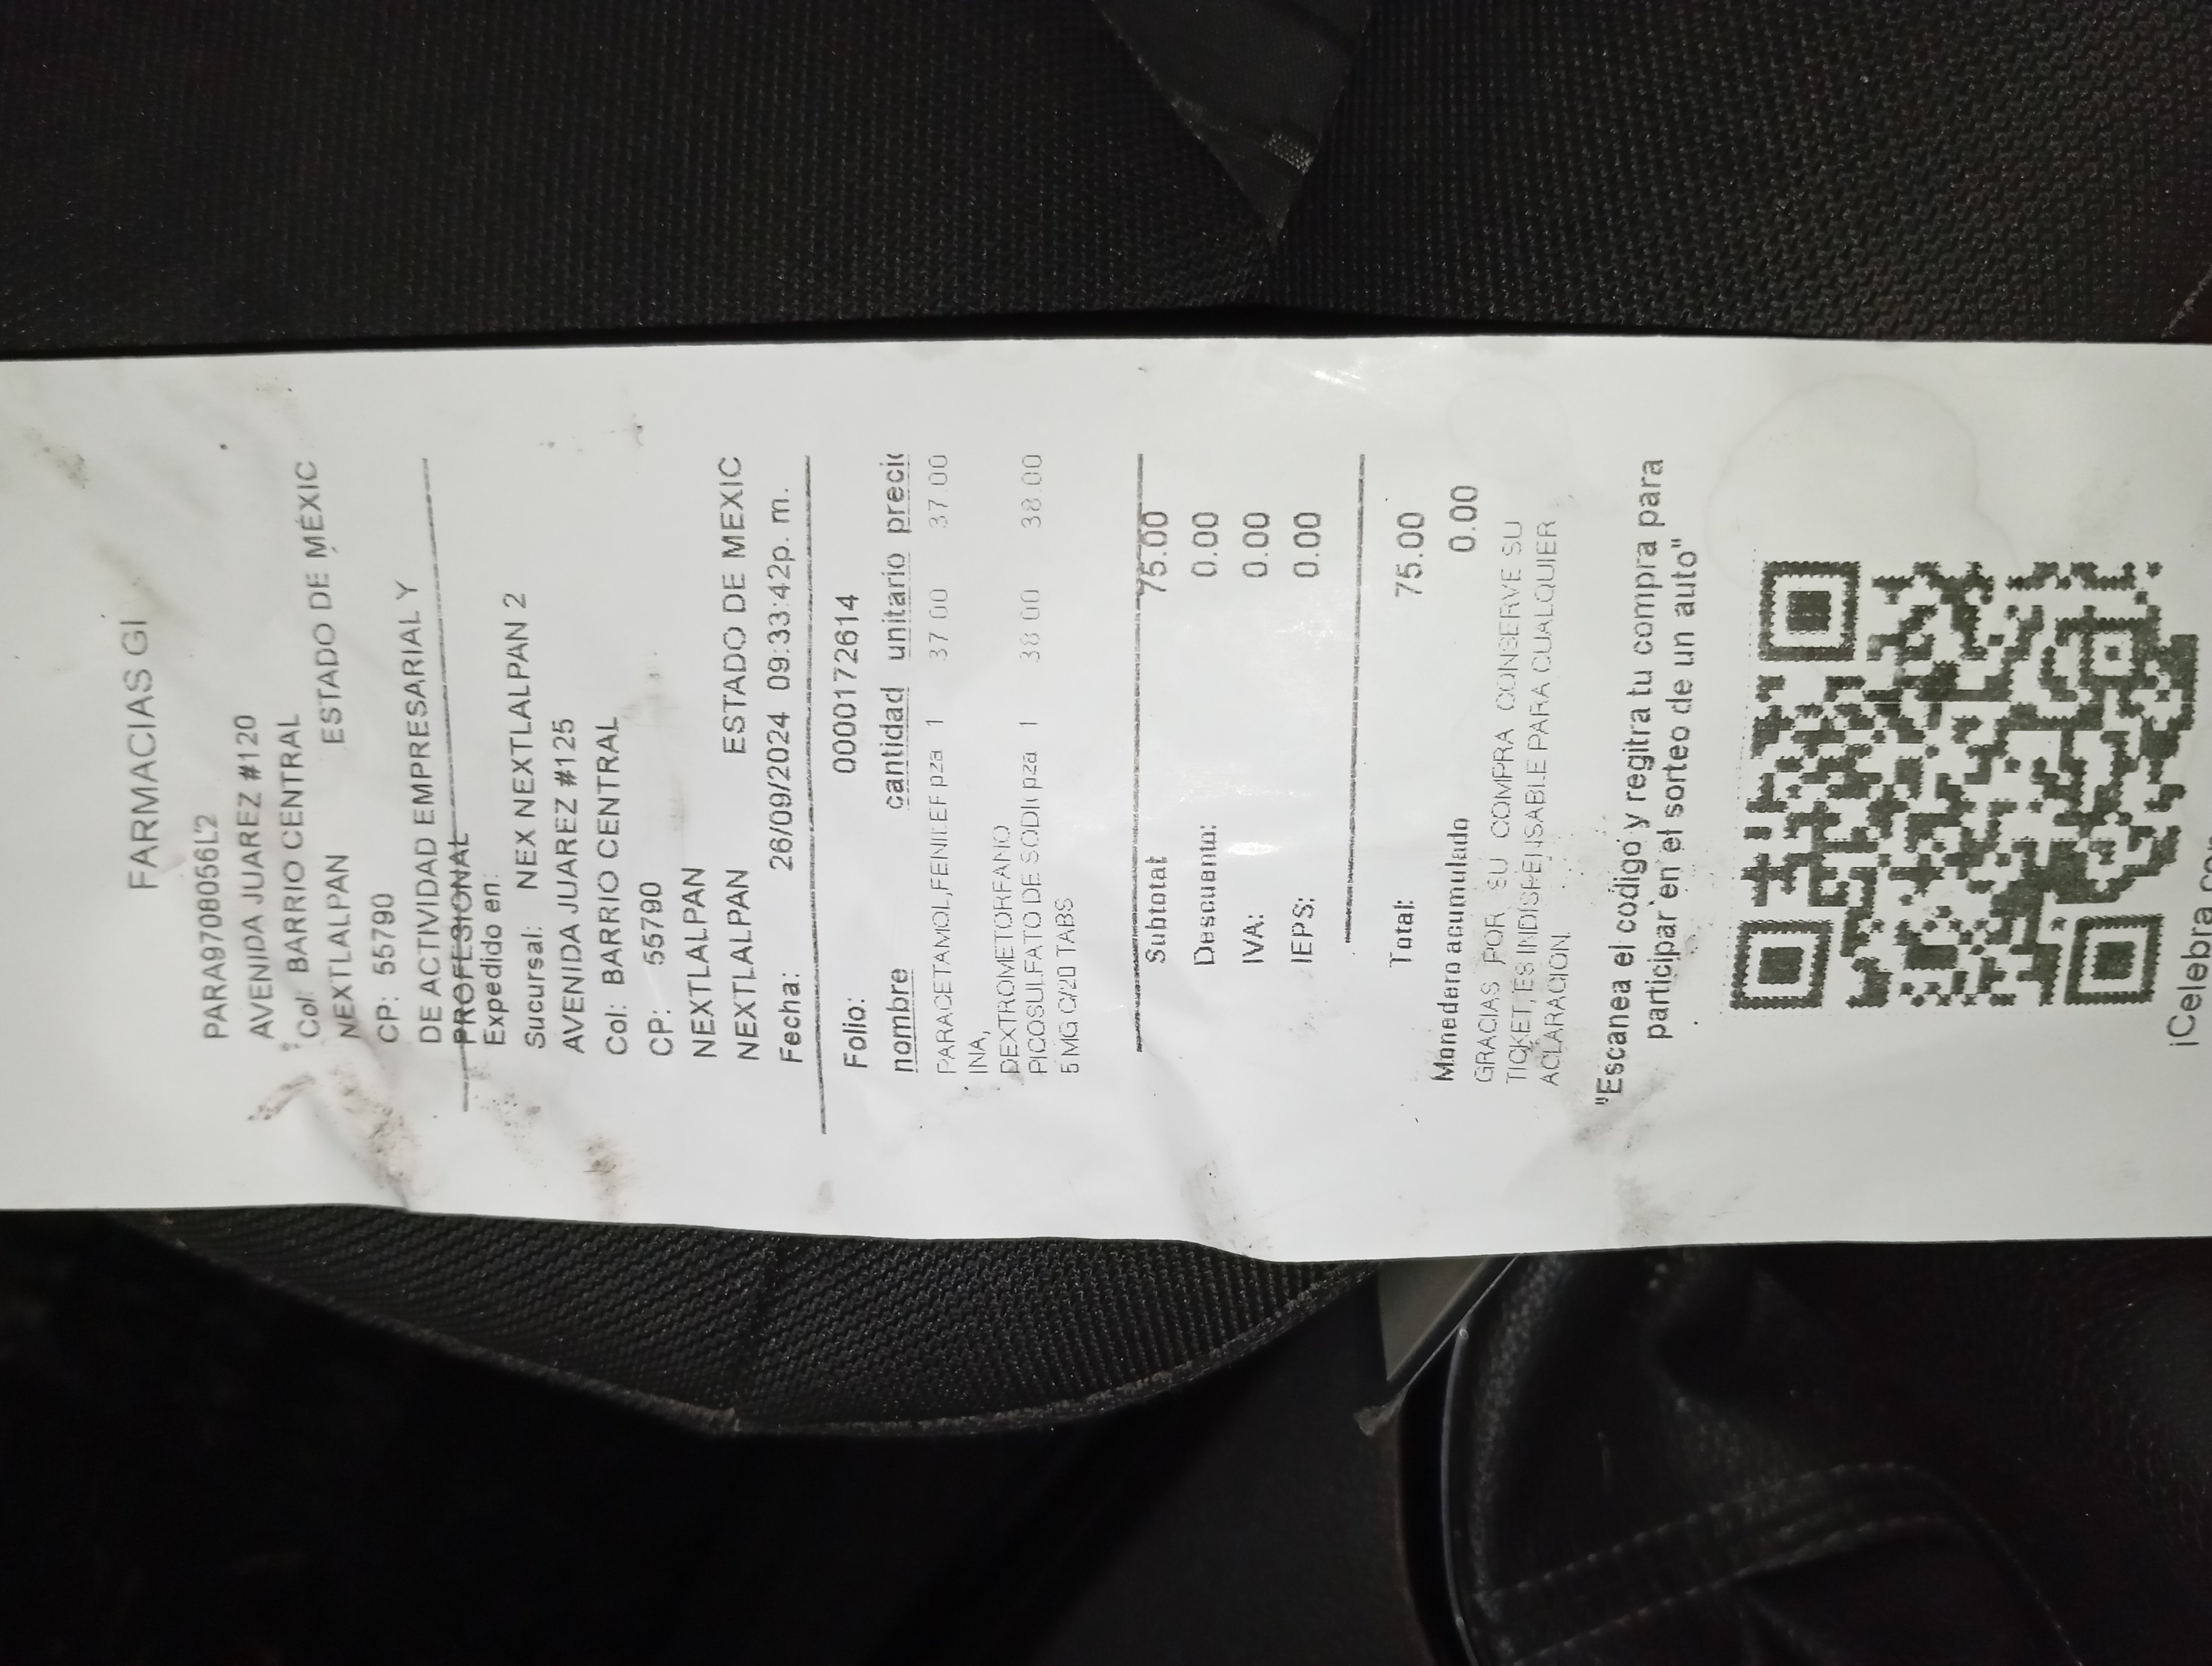 FARMACIAS GI
PARA9708056L2
AVENIDA JUAREZ #120
Col: BARRIO CENTRAL
NEXTLALPAN ESTADO DE MÉXIC
CP: 55790
DE ACTIVIDAD EMPRESARIAL Y
PROFESIONAL
Expedido en:
Sucursal: NEX NEXTLALPAN 2
AVENIDA JUAREZ #125
Col: BARRIO CENTRAL
CP: 55790
NEXTLALPAN
NEXTLALPAN ESTADO DE MEXIC
Fecha: 26/09/2024 09:33:42p. m.
Folio: 0000172614
nombre cantidad unitario preci
PARACETAMOL,FENILEF pza 1 37.00 37.00
INA,
DEXTROMETORFANO
PICOSULFATO DE SODI pza 1 38.00 38.00
5 MG C/20 TABS
Subtotal 75.00
Descuento: 0.00
IVA: 0.00
IEPS: 0.00
Total: 75.00
Monedero acumulado 0.00
GRACIAS POR SU COMPRA CONSERVE SU
TICKET, ES INDISPENSABLE PARA CUALQUIER
ACLARACION.
"Escanea el codigo y regitra tu compra para
participar en el sorteo de un auto"
¡Celebra con